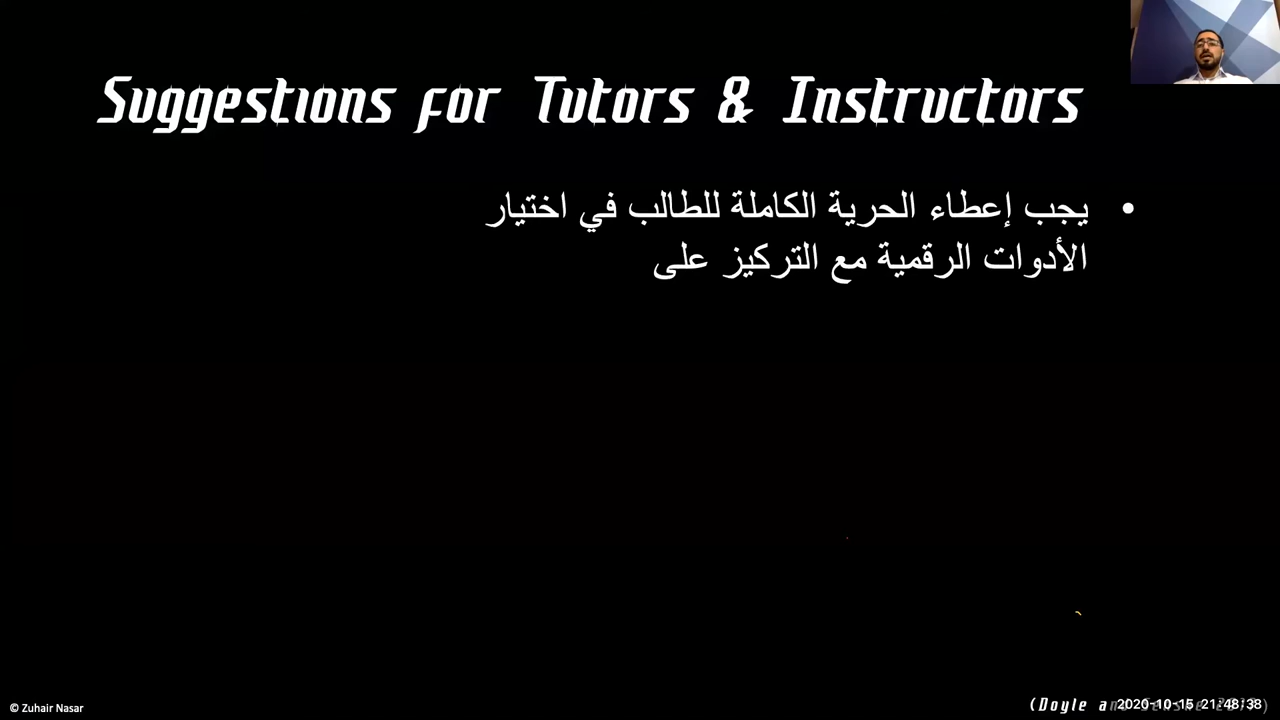 Suggestions for Tutors & Instructors
• يجب إعطاء الحرية الكاملة للطالب في اختيار
الأدوات الرقمية مع التركيز على
© Zuhair Nasar
(Doyle
2020-10-15 21:48:38